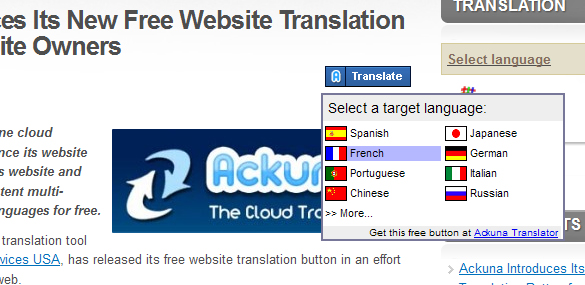 ces Its New Free Website Translation
ite Owners
Translate
Select a target language:
Spanish
Japanese
French
German
Portuguese
Italian
Chinese
Russian
>> More...
Get this free button at Ackuna Translator
ne cloud
nce its website
s website and
tent multi-
nguages for free.
Ackun
The Cloud Tra
translation tool
vices USA, has released its free website translation button in an effort
web.
TRANSLATION
Select language
TS
Ackuna Introduces Its